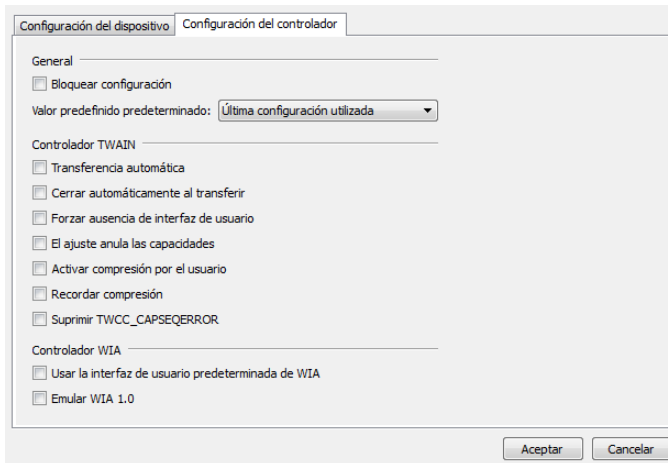 Configuración del dispositivo Configuración del controlador
General
Bloquear configuración
Valor predefinido predeterminado: Última configuración utilizada
Controlador TWAIN
Transferencia automática
Cerrar automáticamente al transferir
Forzar ausencia de interfaz de usuario
El ajuste anula las capacidades
Activar compresión por el usuario
Recordar compresión
Suprimir TWCC_CAPSEQERROR
Controlador WIA
Usar la interfaz de usuario predeterminada de WIA
Emular WIA 1.0
Aceptar Cancelar